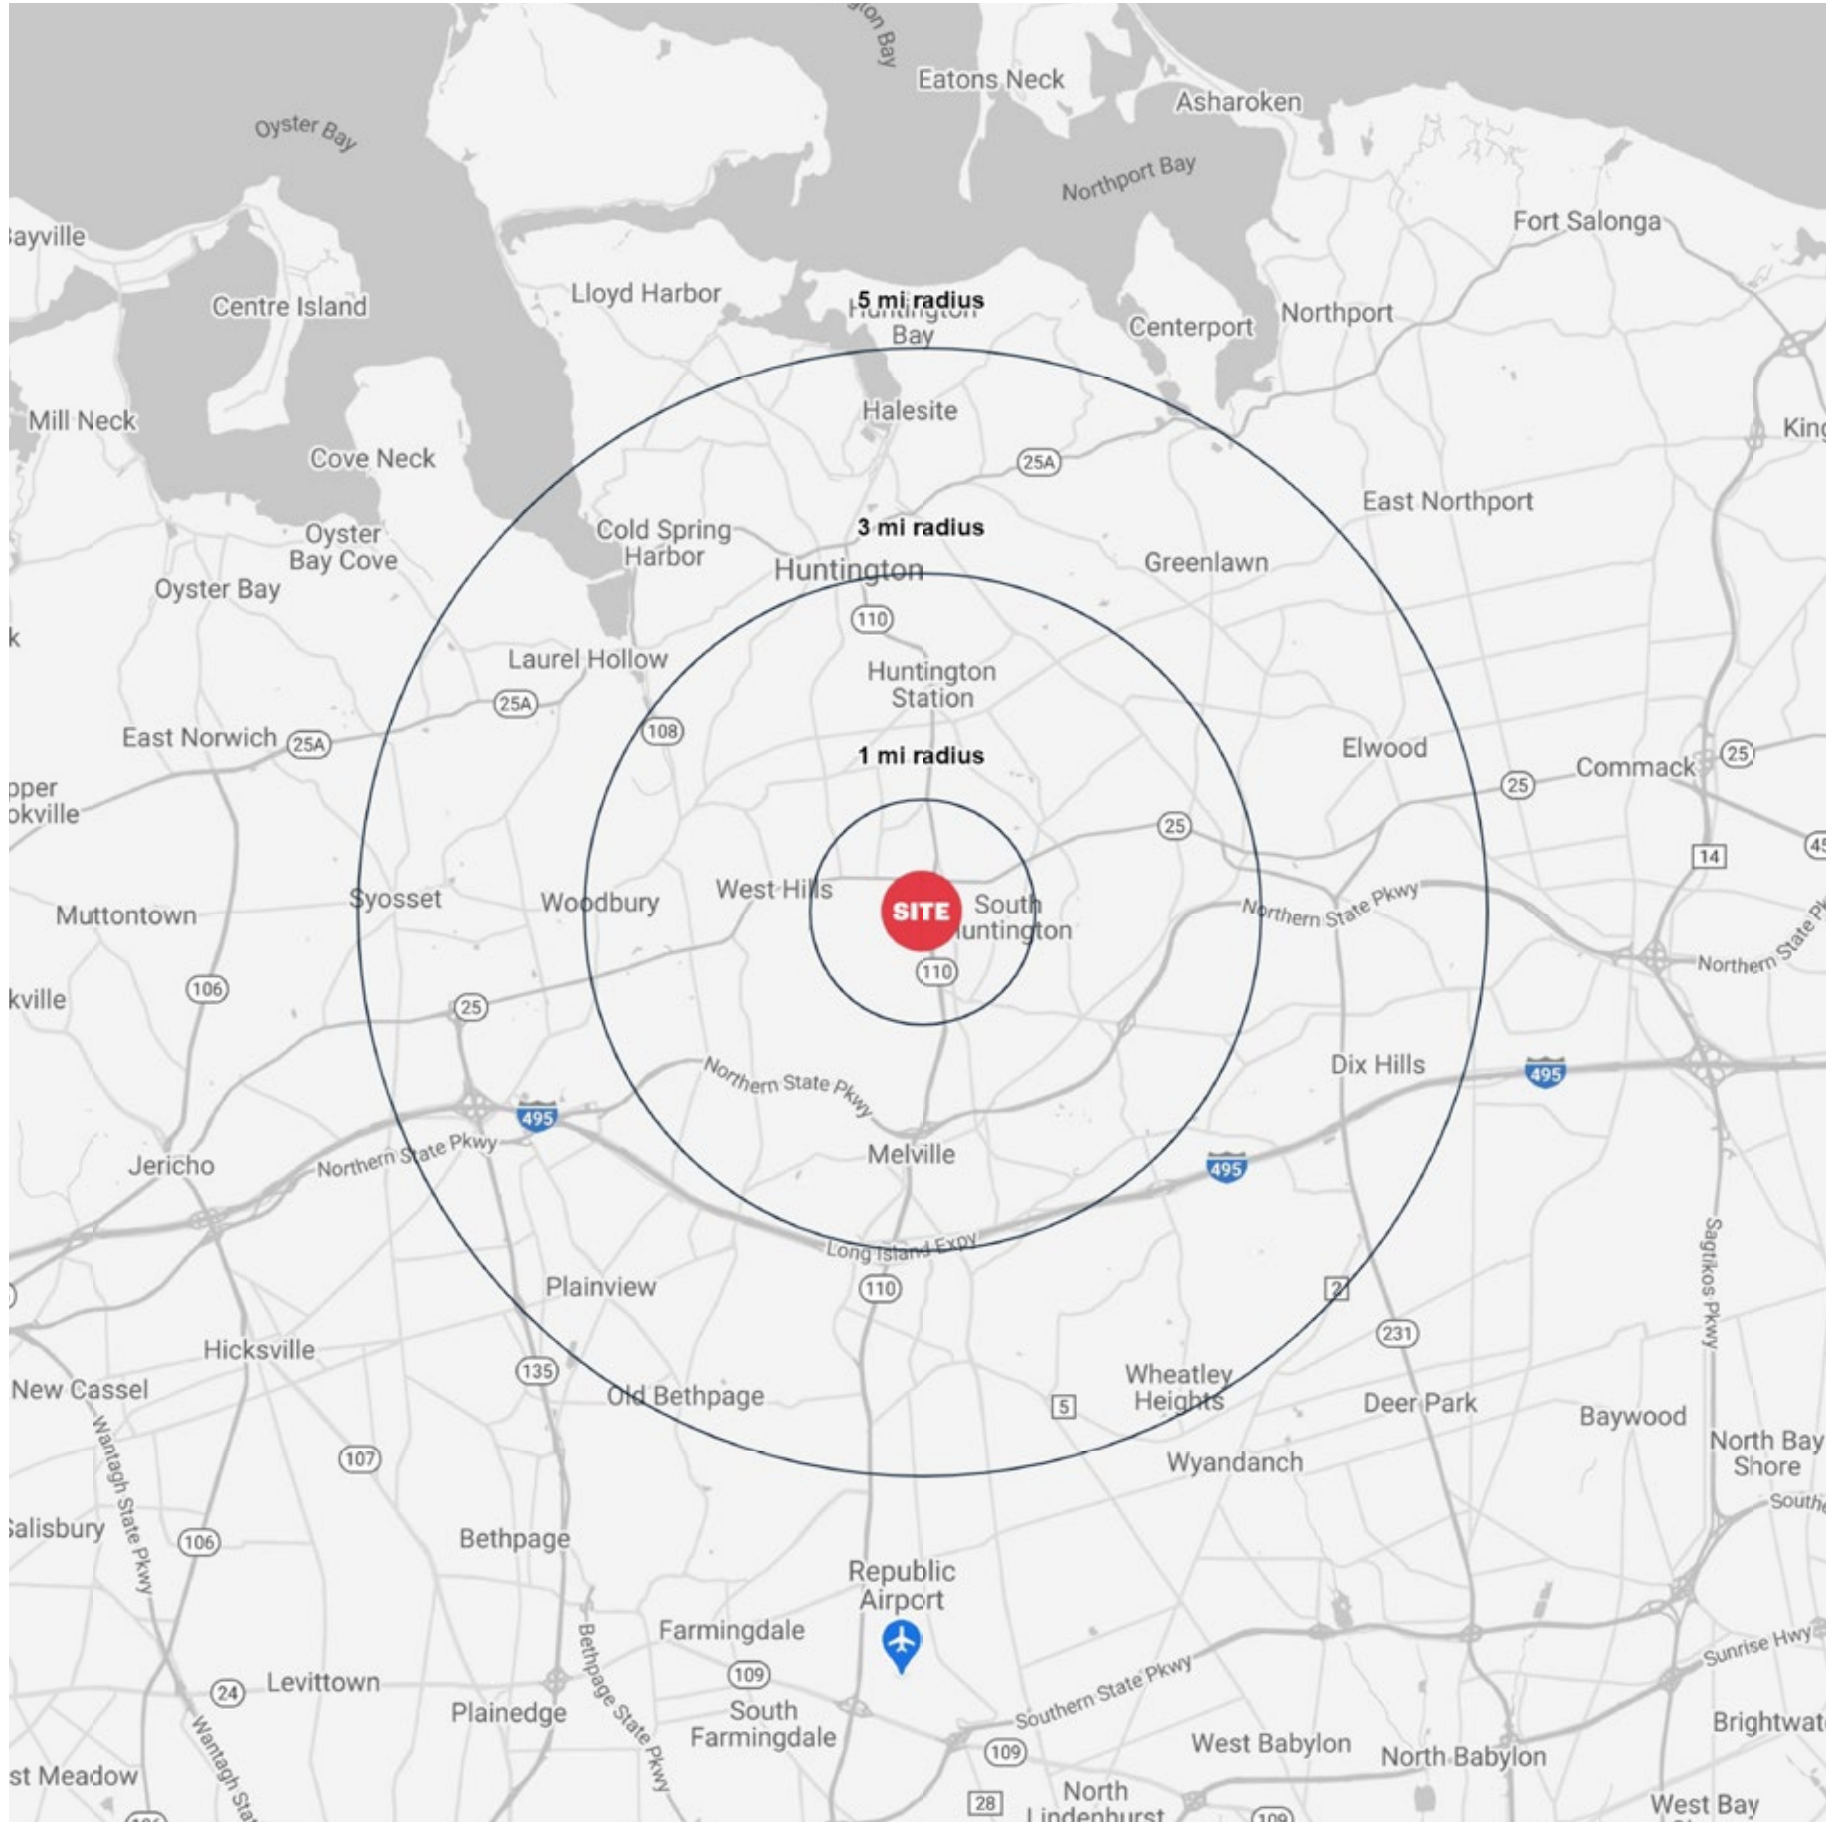 Eatons Neck
Asharoken
Oyster Bay
Northport Bay
Fort Salonga
Centre Island
Lloyd Harbor
5 mi radius
Huntington
Bay
Northport
Centerport
Mill Neck
Halesite
Cove Neck
25A
East Northport
Oyster
Bay Cove
Cold Spring
Harbor
3 mi radius
Huntington
Greenlawn
Oyster Bay
110
Laurel Hollow
Huntington
Station
25A
108
East Norwich
25A
1 mi radius
Elwood
Commack
25
25
25
14
Syosset
Woodbury
West Hills
SITE
South
Northern State Pkwy
Muttontown
Northern State
110
106
25
Northern State Pkwy
Dix Hills
495
495
Melville
495
Northern State Pkwy
Jericho
Long Island Expy
Plainview
110
2
Sagtikos Pkwy
231
Hicksville
135
New Cassel
Old Bethpage
Wheatley
Heights
5
Deer Park
Baywood
North Bay
Shore
107
Wyandanch
Wantagh State Pkwy
106
Bethpage
Republic
Airport
Farmingdale
109
Bethpage State Pkwy
Southern State Pkwy
Sunrise Hwy
24
Levittown
Plainedge
South
Farmingdale
Wantagh
109
West Babylon
North Babylon
28
North
Lindenhurst
West Bay